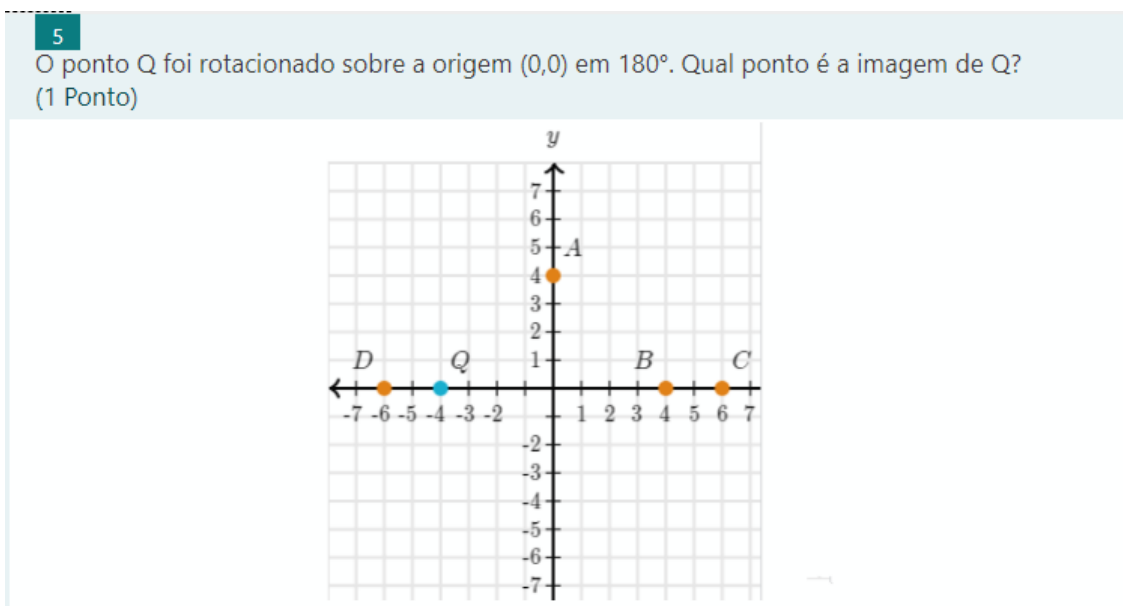 5
O ponto Q foi rotacionado sobre a origem (0,0) em 180°. Qual ponto é a imagem de Q?
(1 Ponto)
y
7
6
5 A
4
3
2
D Q 1 B C
-7 -6 -5 -4 -3 -2 1 2 3 4 5 6 7
-2
-3
-4
-5
-6
-7